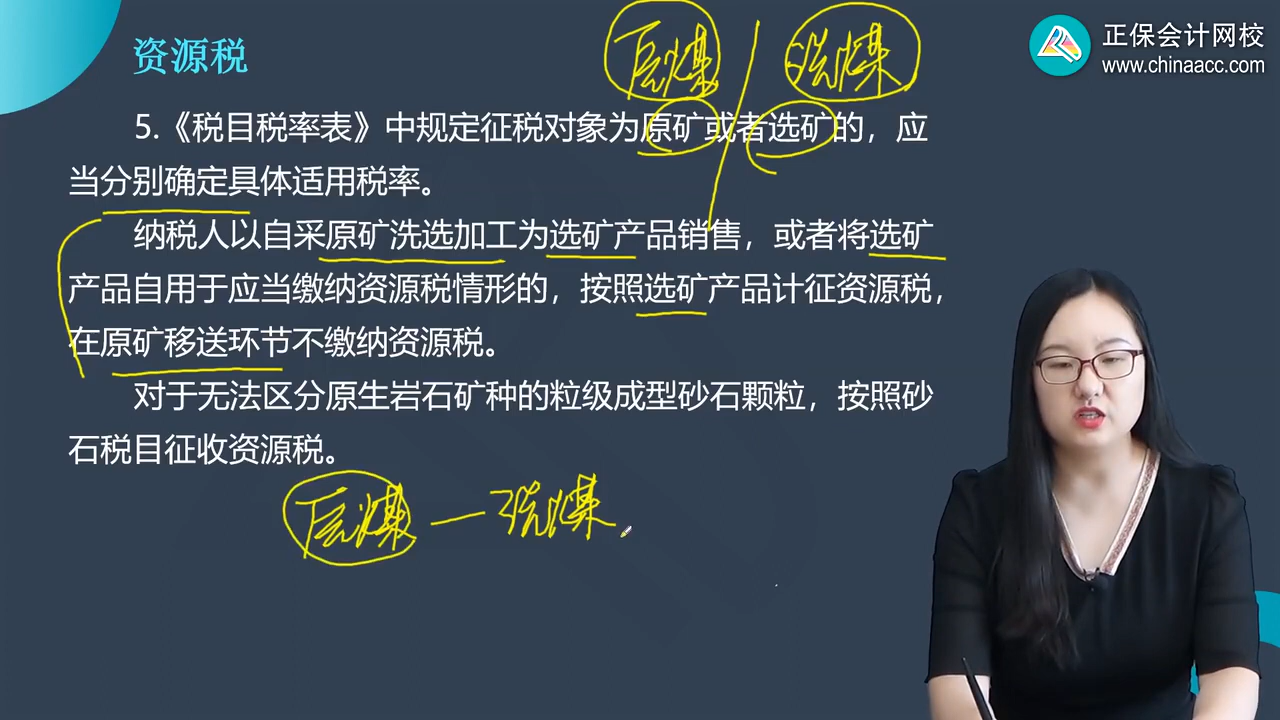 资源税
原煤 洗煤
正保会计网校
www.chinaacc.com
5.《税目税率表》中规定征税对象为原矿或者选矿的，应
当分别确定具体适用税率。
纳税人以自采原矿洗选加工为选矿产品销售，或者将选矿
产品自用于应当缴纳资源税情形的，按照选矿产品计征资源税，
在原矿移送环节不缴纳资源税。
对于无法区分原生岩石矿种的粒级成型砂石颗粒，按照砂
石税目征收资源税。
原煤 — 洗煤